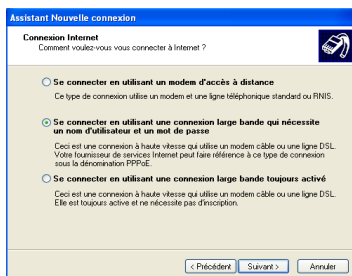 Assistant Nouvelle connexion
Connexion Internet
Comment voulez-vous vous connecter à Internet ?
Se connecter en utilisant un modem d'accès à distance
Ce type de connexion utilise un modem et une ligne téléphonique standard ou RNIS.
Se connecter en utilisant une connexion large bande qui nécessite
un nom d'utilisateur et un mot de passe
Ceci est une connexion à haute vitesse qui utilise un modem câble ou une ligne DSL.
Votre fournisseur de services Internet peut faire référence à ce type de connexion
sous la dénomination PPPoE.
Se connecter en utilisant une connexion large bande toujours activé
Ceci est une connexion à haute vitesse qui utilise un modem câble ou une ligne DSL.
Elle est toujours active et ne nécessite pas d'inscription.
< Précédent Suivant > Annuler